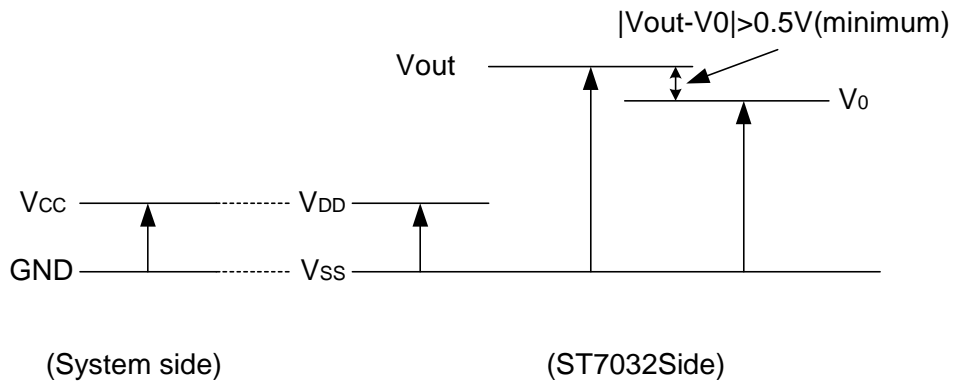 |Vout-V0|>0.5V(minimum)
Vout
V0
VCC
VDD
GND
VSS
(System side)
(ST7032Side)